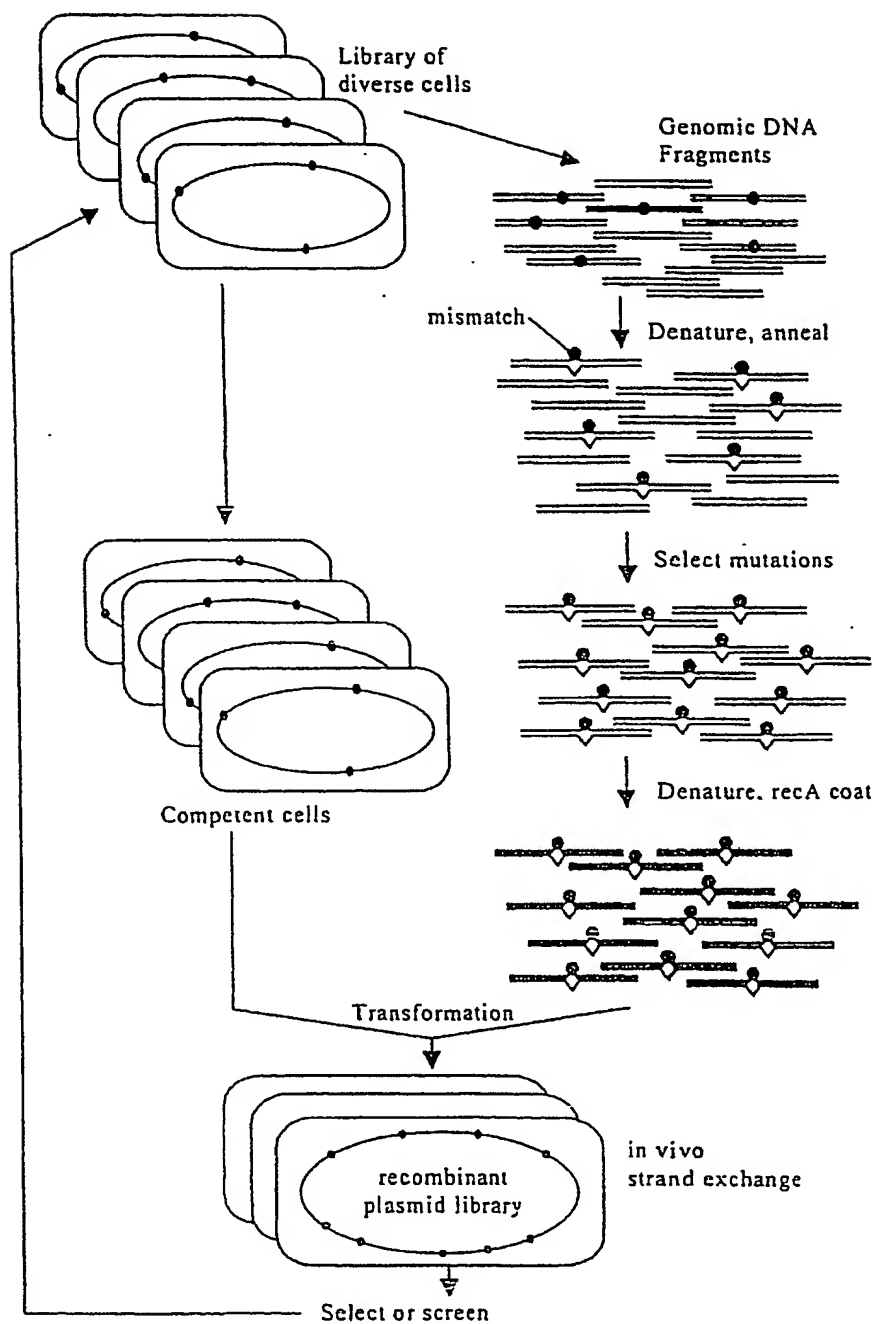 Library of
diverse cells
Genomic DNA
Fragments
mismatch
Denature, anneal
Select mutations
Denature, recA coat
Competent cells
Transformation
recombinant
plasmid library
in vivo
strand exchange
Select or screen